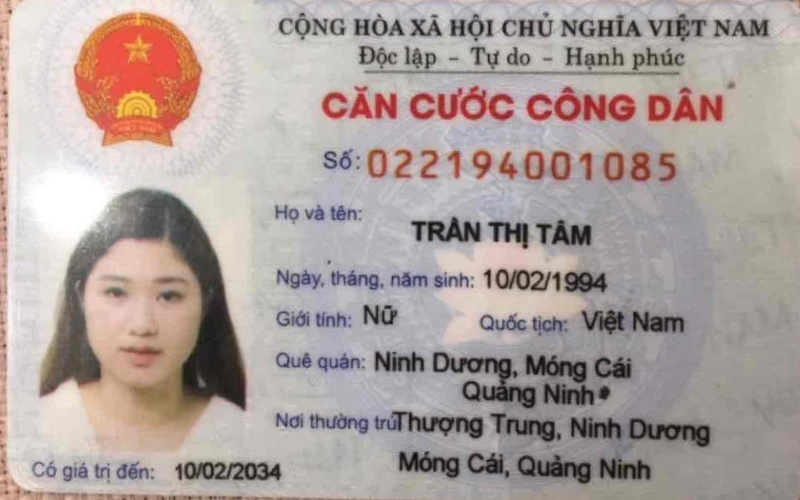 CỘNG HÒA XÃ HỘI CHỦ NGHĨA VIỆT NAM
Độc lập - Tự do - Hạnh phúc
CĂN CƯỚC CÔNG DÂN
Số: 022194001085
Họ và tên:
TRẦN THỊ TÂM
Ngày, tháng, năm sinh: 10/02/1994
Giới tính: Nữ Quốc tịch: Việt Nam
Quê quán: Ninh Dương, Móng Cái
Quảng Ninh
Nơi thường trú: Thượng Trung, Ninh Dương
Móng Cái, Quảng Ninh
Có giá trị đến: 10/02/2034